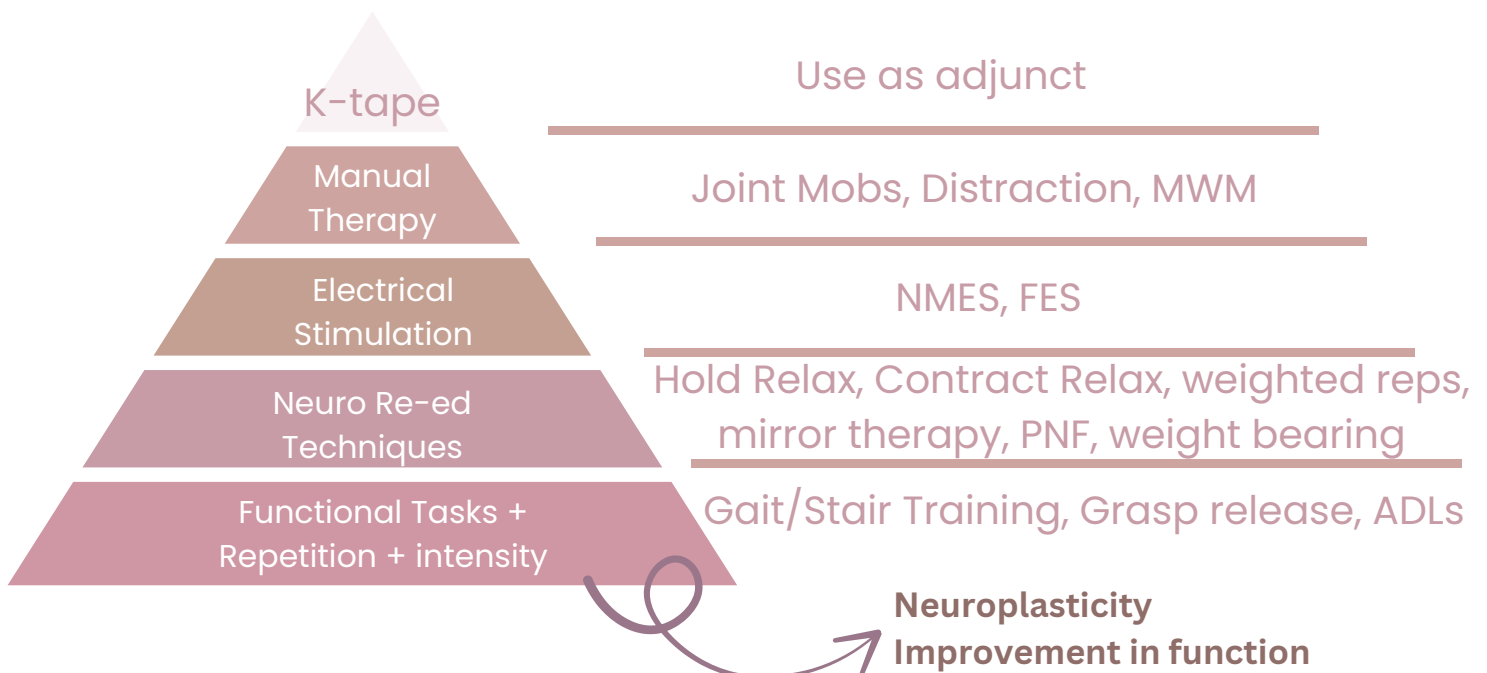 K-tape
Use as adjunct
Manual
Therapy
Joint Mobs, Distraction, MWM
Electrical
Stimulation
NMES, FES
Neuro Re-ed
Techniques
Hold Relax, Contract Relax, weighted reps,
mirror therapy, PNF, weight bearing
Functional Tasks +
Repetition + intensity
Gait/Stair Training, Grasp release, ADLs
Neuroplasticity
Improvement in function